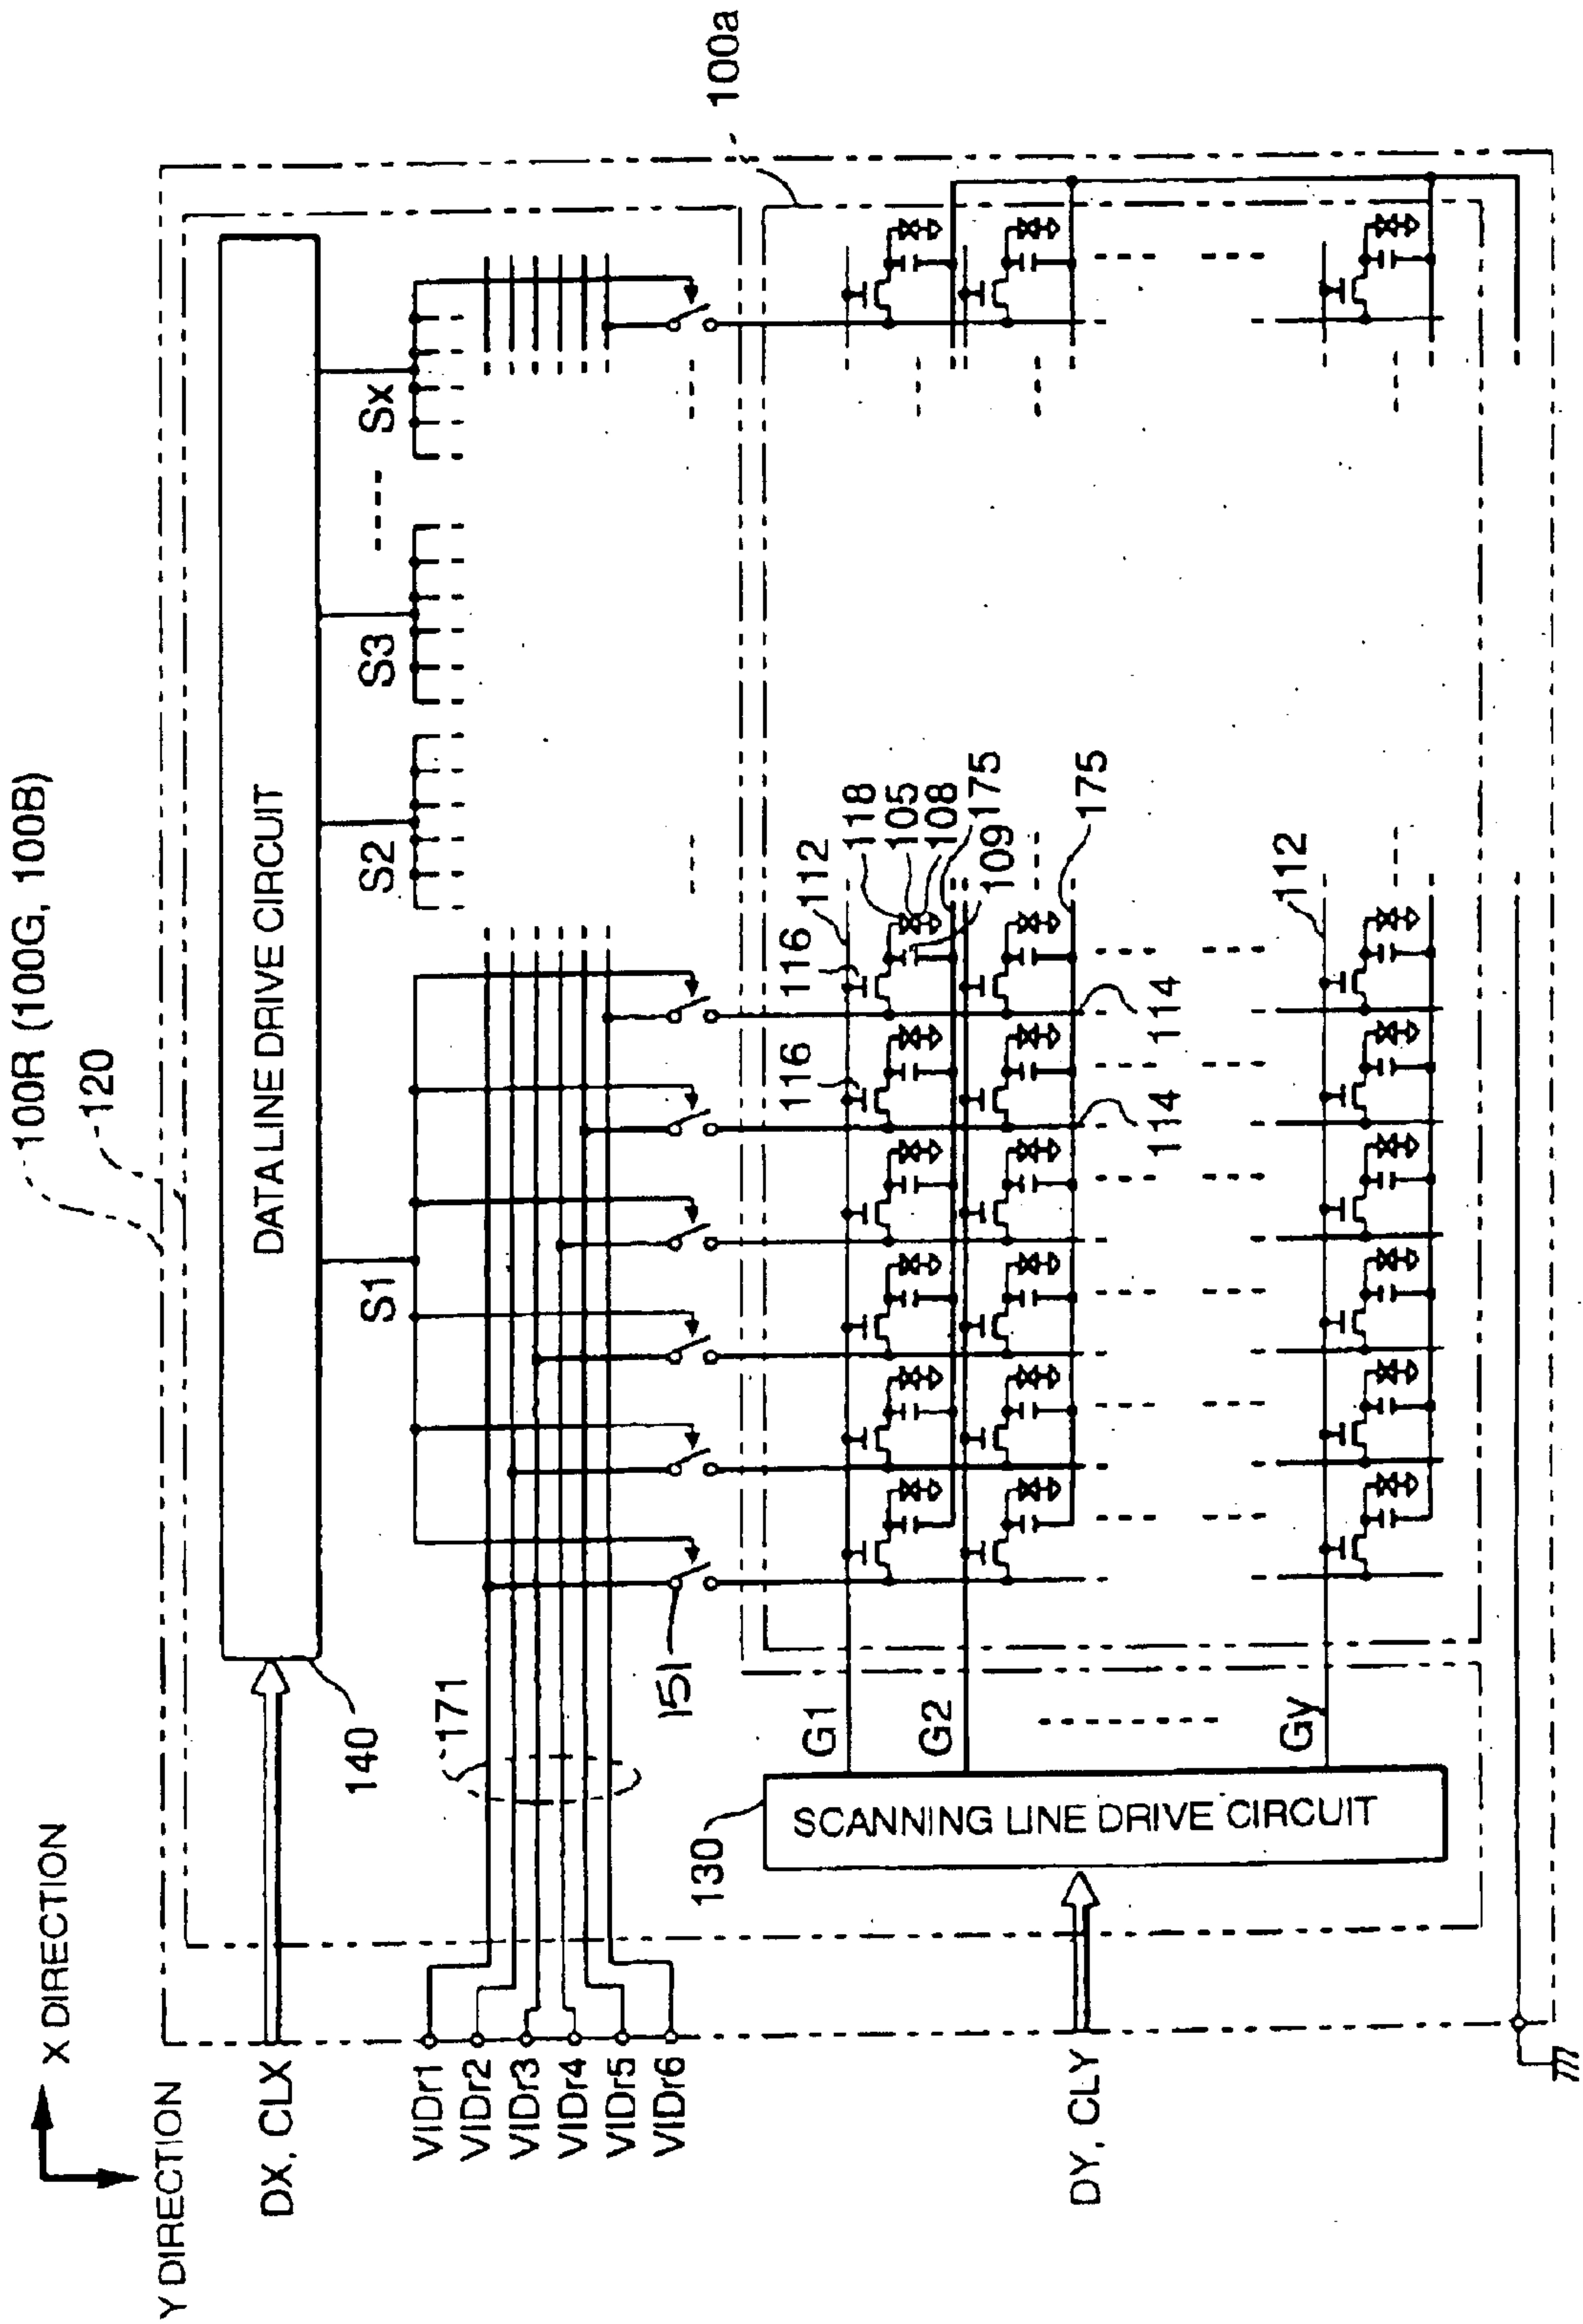 100R (100G, 100B)
120
X DIRECTION
Y DIRECTION
DATA LINE DRIVE CIRCUIT
DX, CLX
140
S1
S2
S3
Sx
VIDr1
VIDr2
VIDr3
VIDr4
VIDr5
VIDr6
171
151
100a
116
116
112
118
105
108
175
109
175
114
114
112
G1
G2
Gy
130
SCANNING LINE DRIVE CIRCUIT
DY, CLY